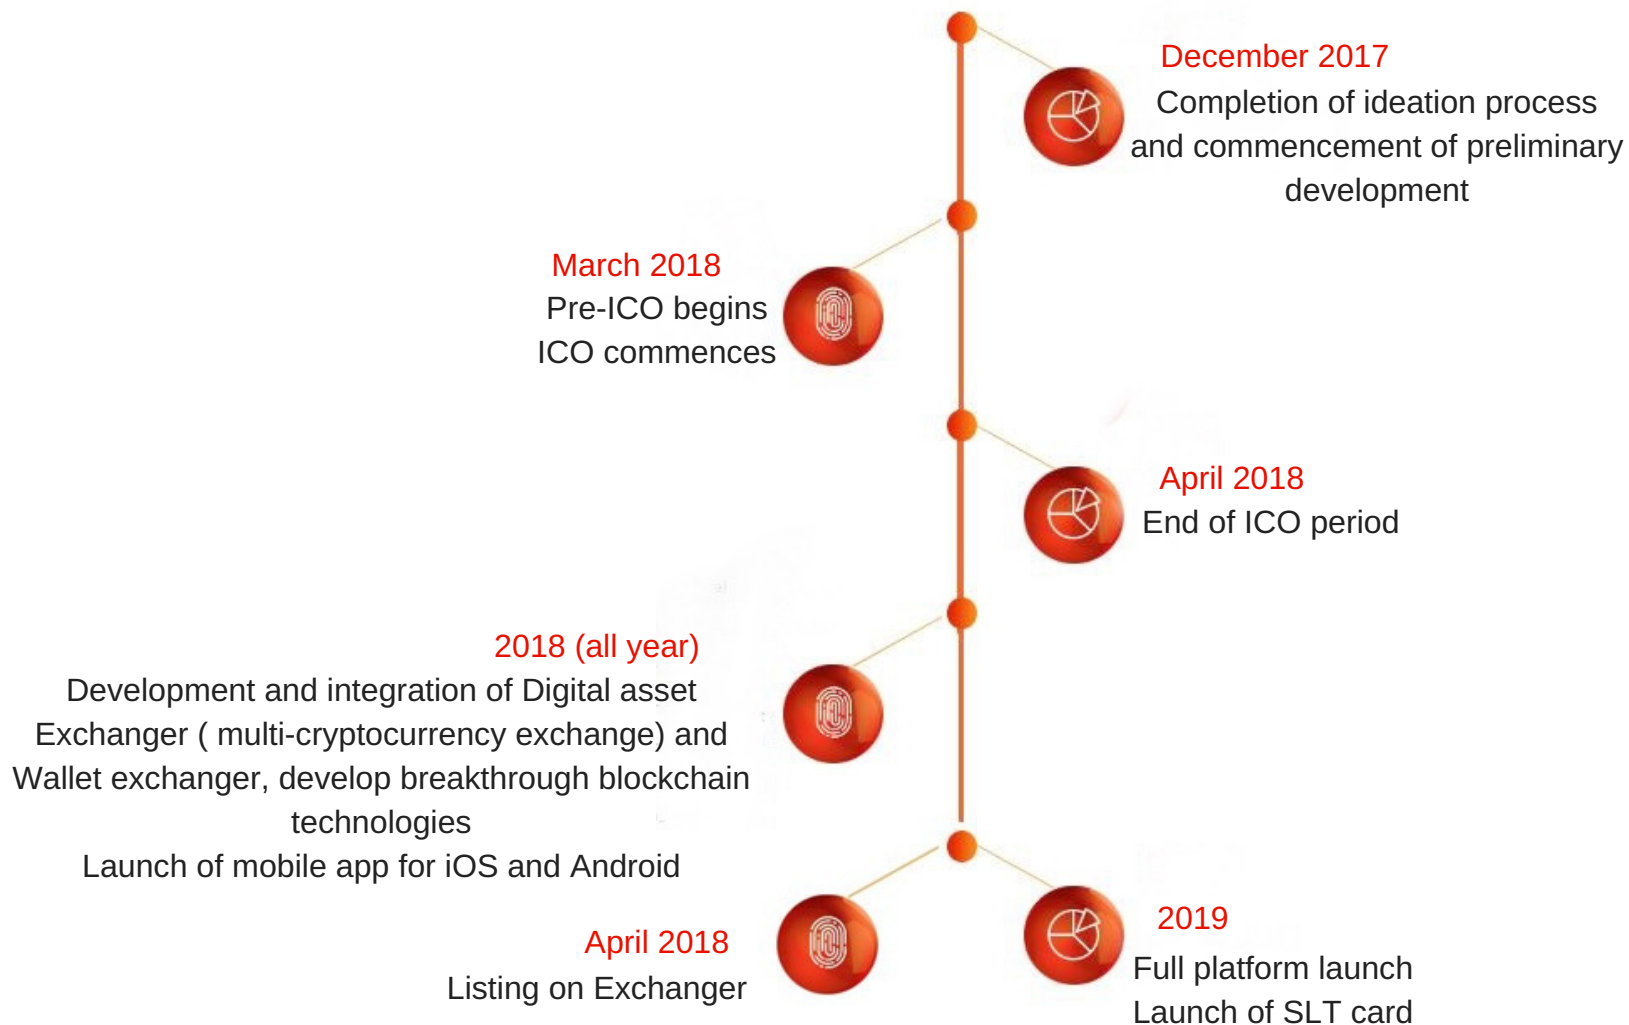 December 2017
Completion of ideation process
and commencement of preliminary
development
March 2018
Pre-ICO begins
ICO commences
April 2018
End of ICO period
2018 (all year)
Development and integration of Digital asset
Exchanger ( multi-cryptocurrency exchange) and
Wallet exchanger, develop breakthrough blockchain
technologies
Launch of mobile app for iOS and Android
April 2018
Listing on Exchanger
2019
Full platform launch
Launch of SLT card